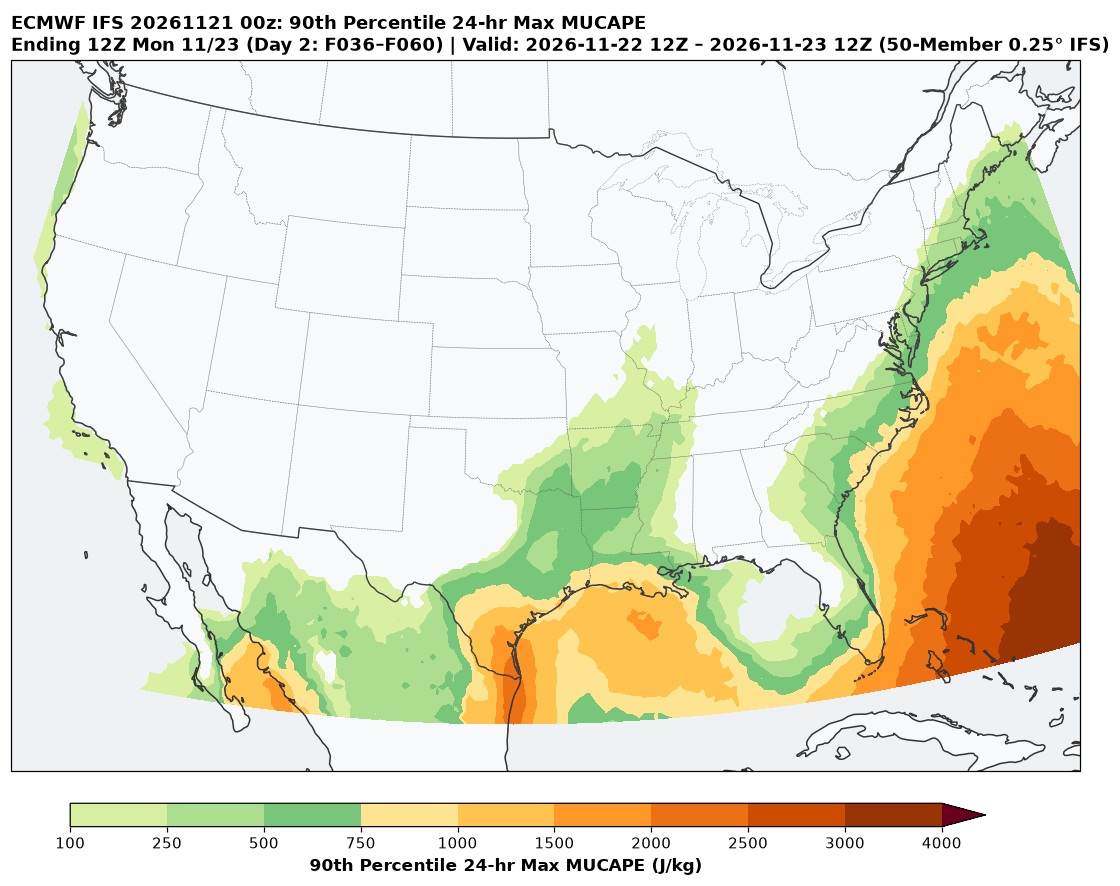 ECMWF IFS 20261121 00z: 90th Percentile 24-hr Max MUCAPE
Ending 12Z Mon 11/23 (Day 2: F036–F060) | Valid: 2026-11-22 12Z – 2026-11-23 12Z (50-Member 0.25° IFS)
100 250 500 750 1000 1500 2000 2500 3000 4000
90th Percentile 24-hr Max MUCAPE (J/kg)